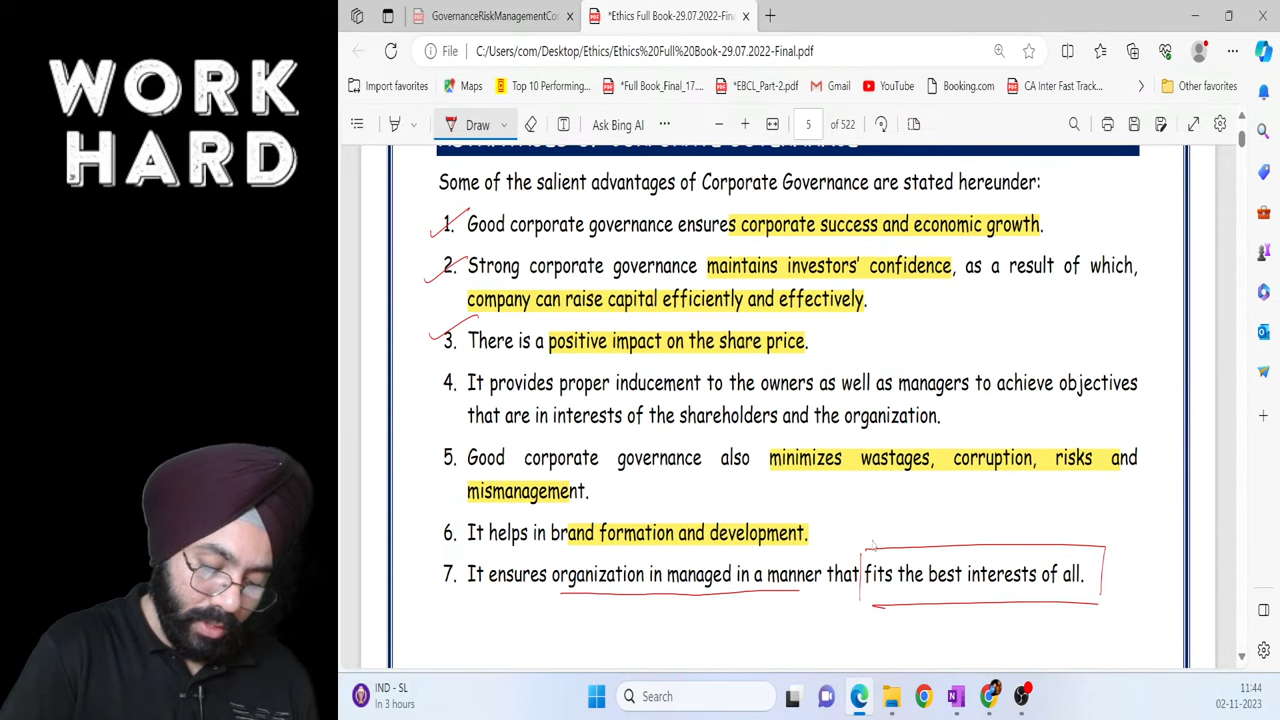 WORK
HARD
GovernanceRiskManagementCo
*Ethics Full Book-29.07.2022-Fina
File
C:/Users/com/Desktop/Ethics/Ethics%20Full%20Book-29.07.2022-Final.pdf
Import favorites
Maps
Top 10 Performing...
*Full Book_Final_17....
*EBCL_Part-2.pdf
Gmail
YouTube
Booking.com
CA Inter Fast Track...
Other favorites
Draw
Ask Bing AI
5
of 522
ADVANTAGES OF CORPORATE GOVERNANCE
Some of the salient advantages of Corporate Governance are stated hereunder:
1. Good corporate governance ensures corporate success and economic growth.
2. Strong corporate governance maintains investors' confidence, as a result of which,
company can raise capital efficiently and effectively.
3. There is a positive impact on the share price.
4. It provides proper inducement to the owners as well as managers to achieve objectives
that are in interests of the shareholders and the organization.
5. Good corporate governance also minimizes wastages, corruption, risks and
mismanagement.
6. It helps in brand formation and development.
7. It ensures organization in managed in a manner that fits the best interests of all.
IND - SL
In 3 hours
Search
11:44
02-11-2023